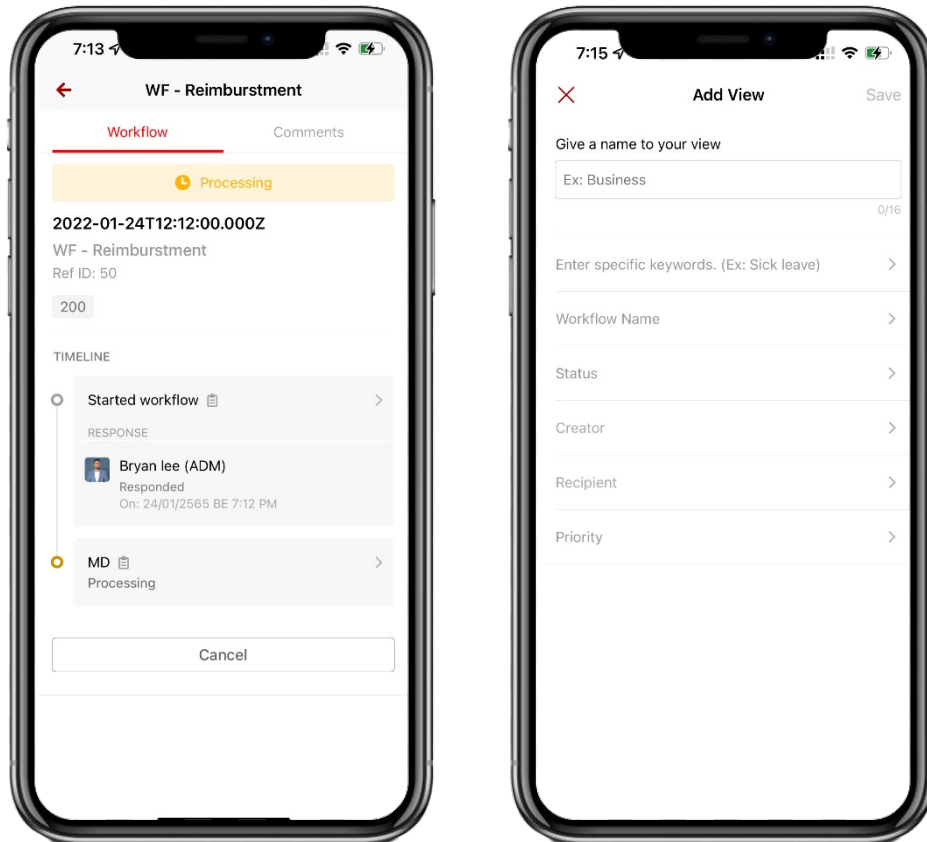 7:13
WF - Reimburstment
Workflow
Comments
Processing
2022-01-24T12:12:00.000Z
WF - Reimburstment
Ref ID: 50
200
TIMELINE
Started workflow
RESPONSE
Bryan lee (ADM)
Responded
On: 24/01/2565 BE 7:12 PM
MD
Processing
Cancel
7:15
Add View
Save
Give a name to your view
Ex: Business
0/16
Enter specific keywords. (Ex: Sick leave)
Workflow Name
Status
Creator
Recipient
Priority